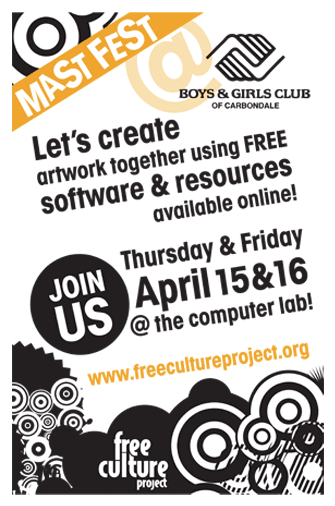 MAST FEST
@
BOYS & GIRLS CLUB
OF CARBONDALE
Let's create
artwork together using FREE
software & resources
available online!
JOIN
US
Thursday & Friday
April 15&16
@ the computer lab!
www.freecultureproject.org
free
culture
project